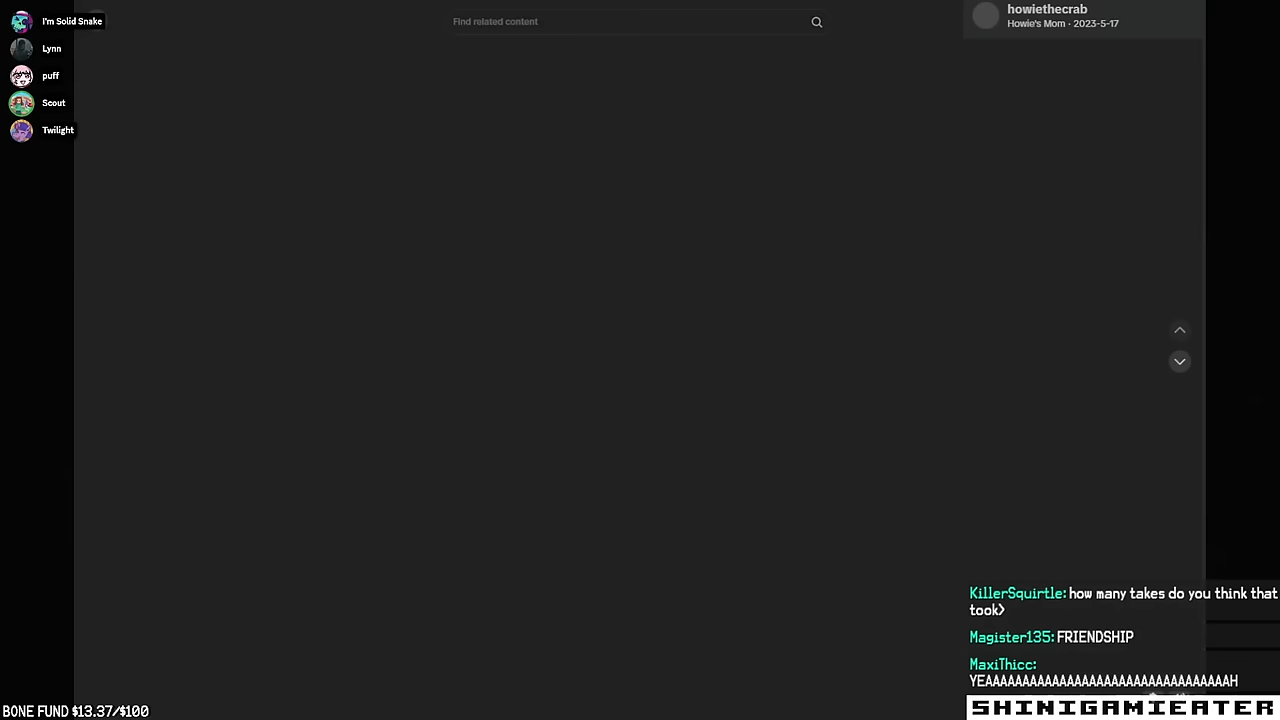 I'm Solid Snake
Lynn
puff
Scout
Twilight
Find related content
howiethecrab
Howie's Mom · 2023-5-17
KillerSquirtle: how many takes do you think that
took>
Magister135: FRIENDSHIP
MaxiThicc:
YEAAAAAAAAAAAAAAAAAAAAAAAAAAAAAAAH
SHINIGAMIEATER
BONE FUND $13.37/$100